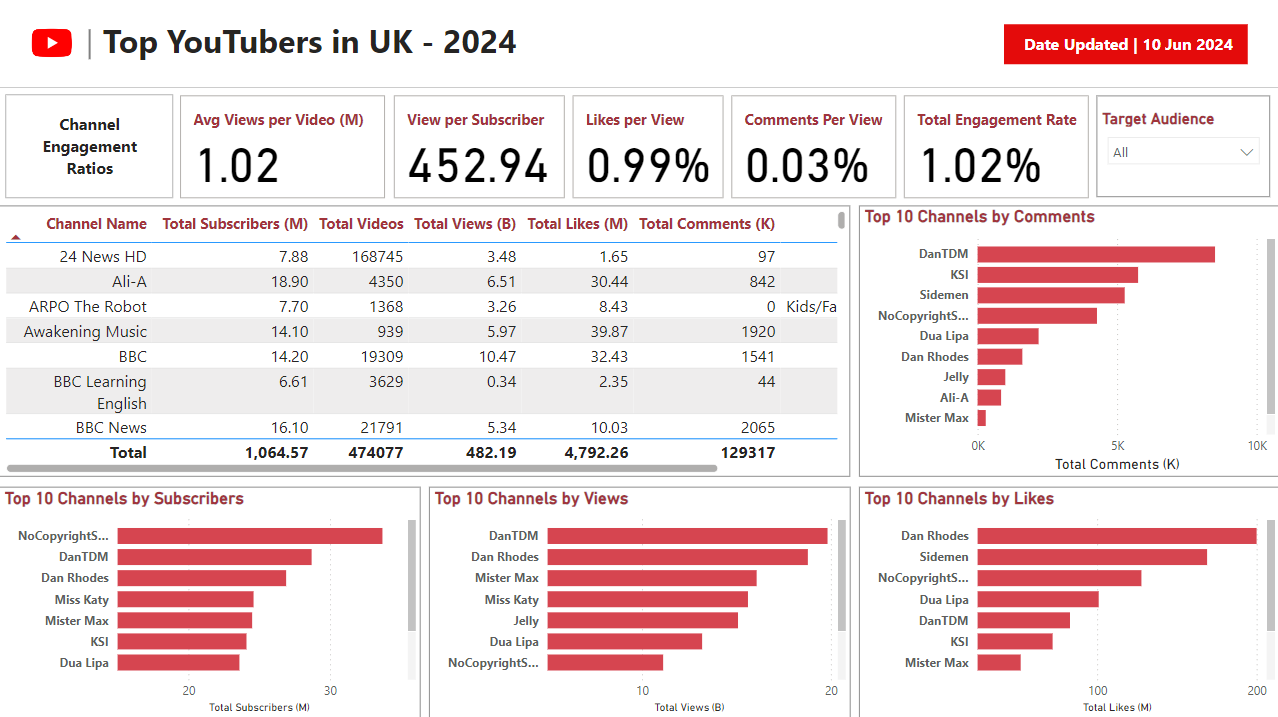 Top YouTubers in UK - 2024
Date Updated | 10 Jun 2024
Channel
Engagement
Ratios
Avg Views per Video (M)
1.02
View per Subscriber
452.94
Likes per View
0.99%
Comments Per View
0.03%
Total Engagement Rate
1.02%
Target Audience
All
Channel Name Total Subscribers (M) Total Videos Total Views (B) Total Likes (M) Total Comments (K)
24 News HD 7.88 168745 3.48 1.65 97
Ali-A 18.90 4350 6.51 30.44 842
ARPO The Robot 7.70 1368 3.26 8.43 0 Kids/Fa
Awakening Music 14.10 939 5.97 39.87 1920
BBC 14.20 19309 10.47 32.43 1541
BBC Learning 6.61 3629 0.34 2.35 44
English
BBC News 16.10 21791 5.34 10.03 2065
Total 1,064.57 474077 482.19 4,792.26 129317
Top 10 Channels by Comments
DanTDM
KSI
Sidemen
NoCopyrightS...
Dua Lipa
Dan Rhodes
Jelly
Ali-A
Mister Max
0K 5K 10K
Total Comments (K)
Top 10 Channels by Subscribers
NoCopyrightS...
DanTDM
Dan Rhodes
Miss Katy
Mister Max
KSI
Dua Lipa
20 30
Total Subscribers (M)
Top 10 Channels by Views
DanTDM
Dan Rhodes
Mister Max
Miss Katy
Jelly
Dua Lipa
NoCopyrightS...
10 20
Total Views (B)
Top 10 Channels by Likes
Dan Rhodes
Sidemen
NoCopyrightS...
Dua Lipa
DanTDM
KSI
Mister Max
100 200
Total Likes (M)